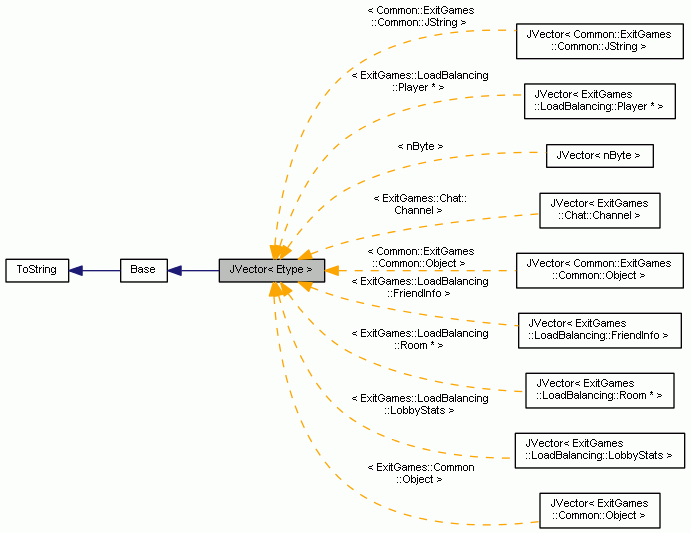 < Common::ExitGames
::Common::JString >
JVector< Common::ExitGames
::Common::JString >
< ExitGames::LoadBalancing
::Player * >
JVector< ExitGames
::LoadBalancing::Player * >
< nByte >
JVector< nByte >
< ExitGames::Chat::
Channel >
JVector< ExitGames
::Chat::Channel >
< Common::ExitGames
::Common::Object >
JVector< Common::ExitGames
::Common::Object >
ToString
Base
JVector< Etype >
< ExitGames::LoadBalancing
::FriendInfo >
JVector< ExitGames
::LoadBalancing::FriendInfo >
< ExitGames::LoadBalancing
::Room * >
JVector< ExitGames
::LoadBalancing::Room * >
< ExitGames::LoadBalancing
::LobbyStats >
JVector< ExitGames
::LoadBalancing::LobbyStats >
< ExitGames::Common
::Object >
JVector< ExitGames
::Common::Object >